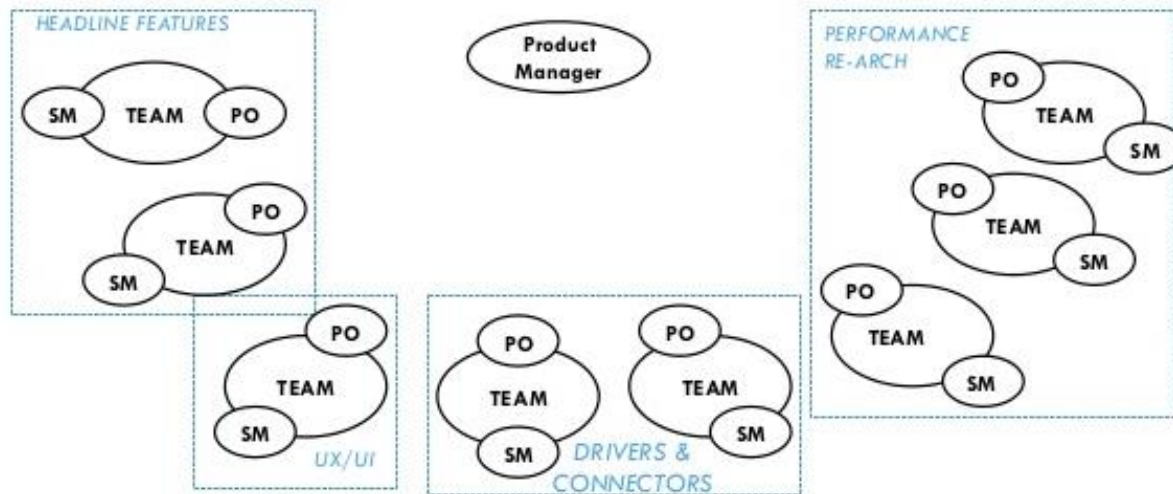 HEADLINE FEATURES
SM
TEAM
PO
PO
TEAM
SM
Product
Manager
PERFORMANCE
RE-ARCH
PO
TEAM
SM
PO
TEAM
SM
PO
TEAM
SM
PO
TEAM
SM
UX/UI
PO
TEAM
SM
PO
TEAM
SM
DRIVERS &
CONNECTORS